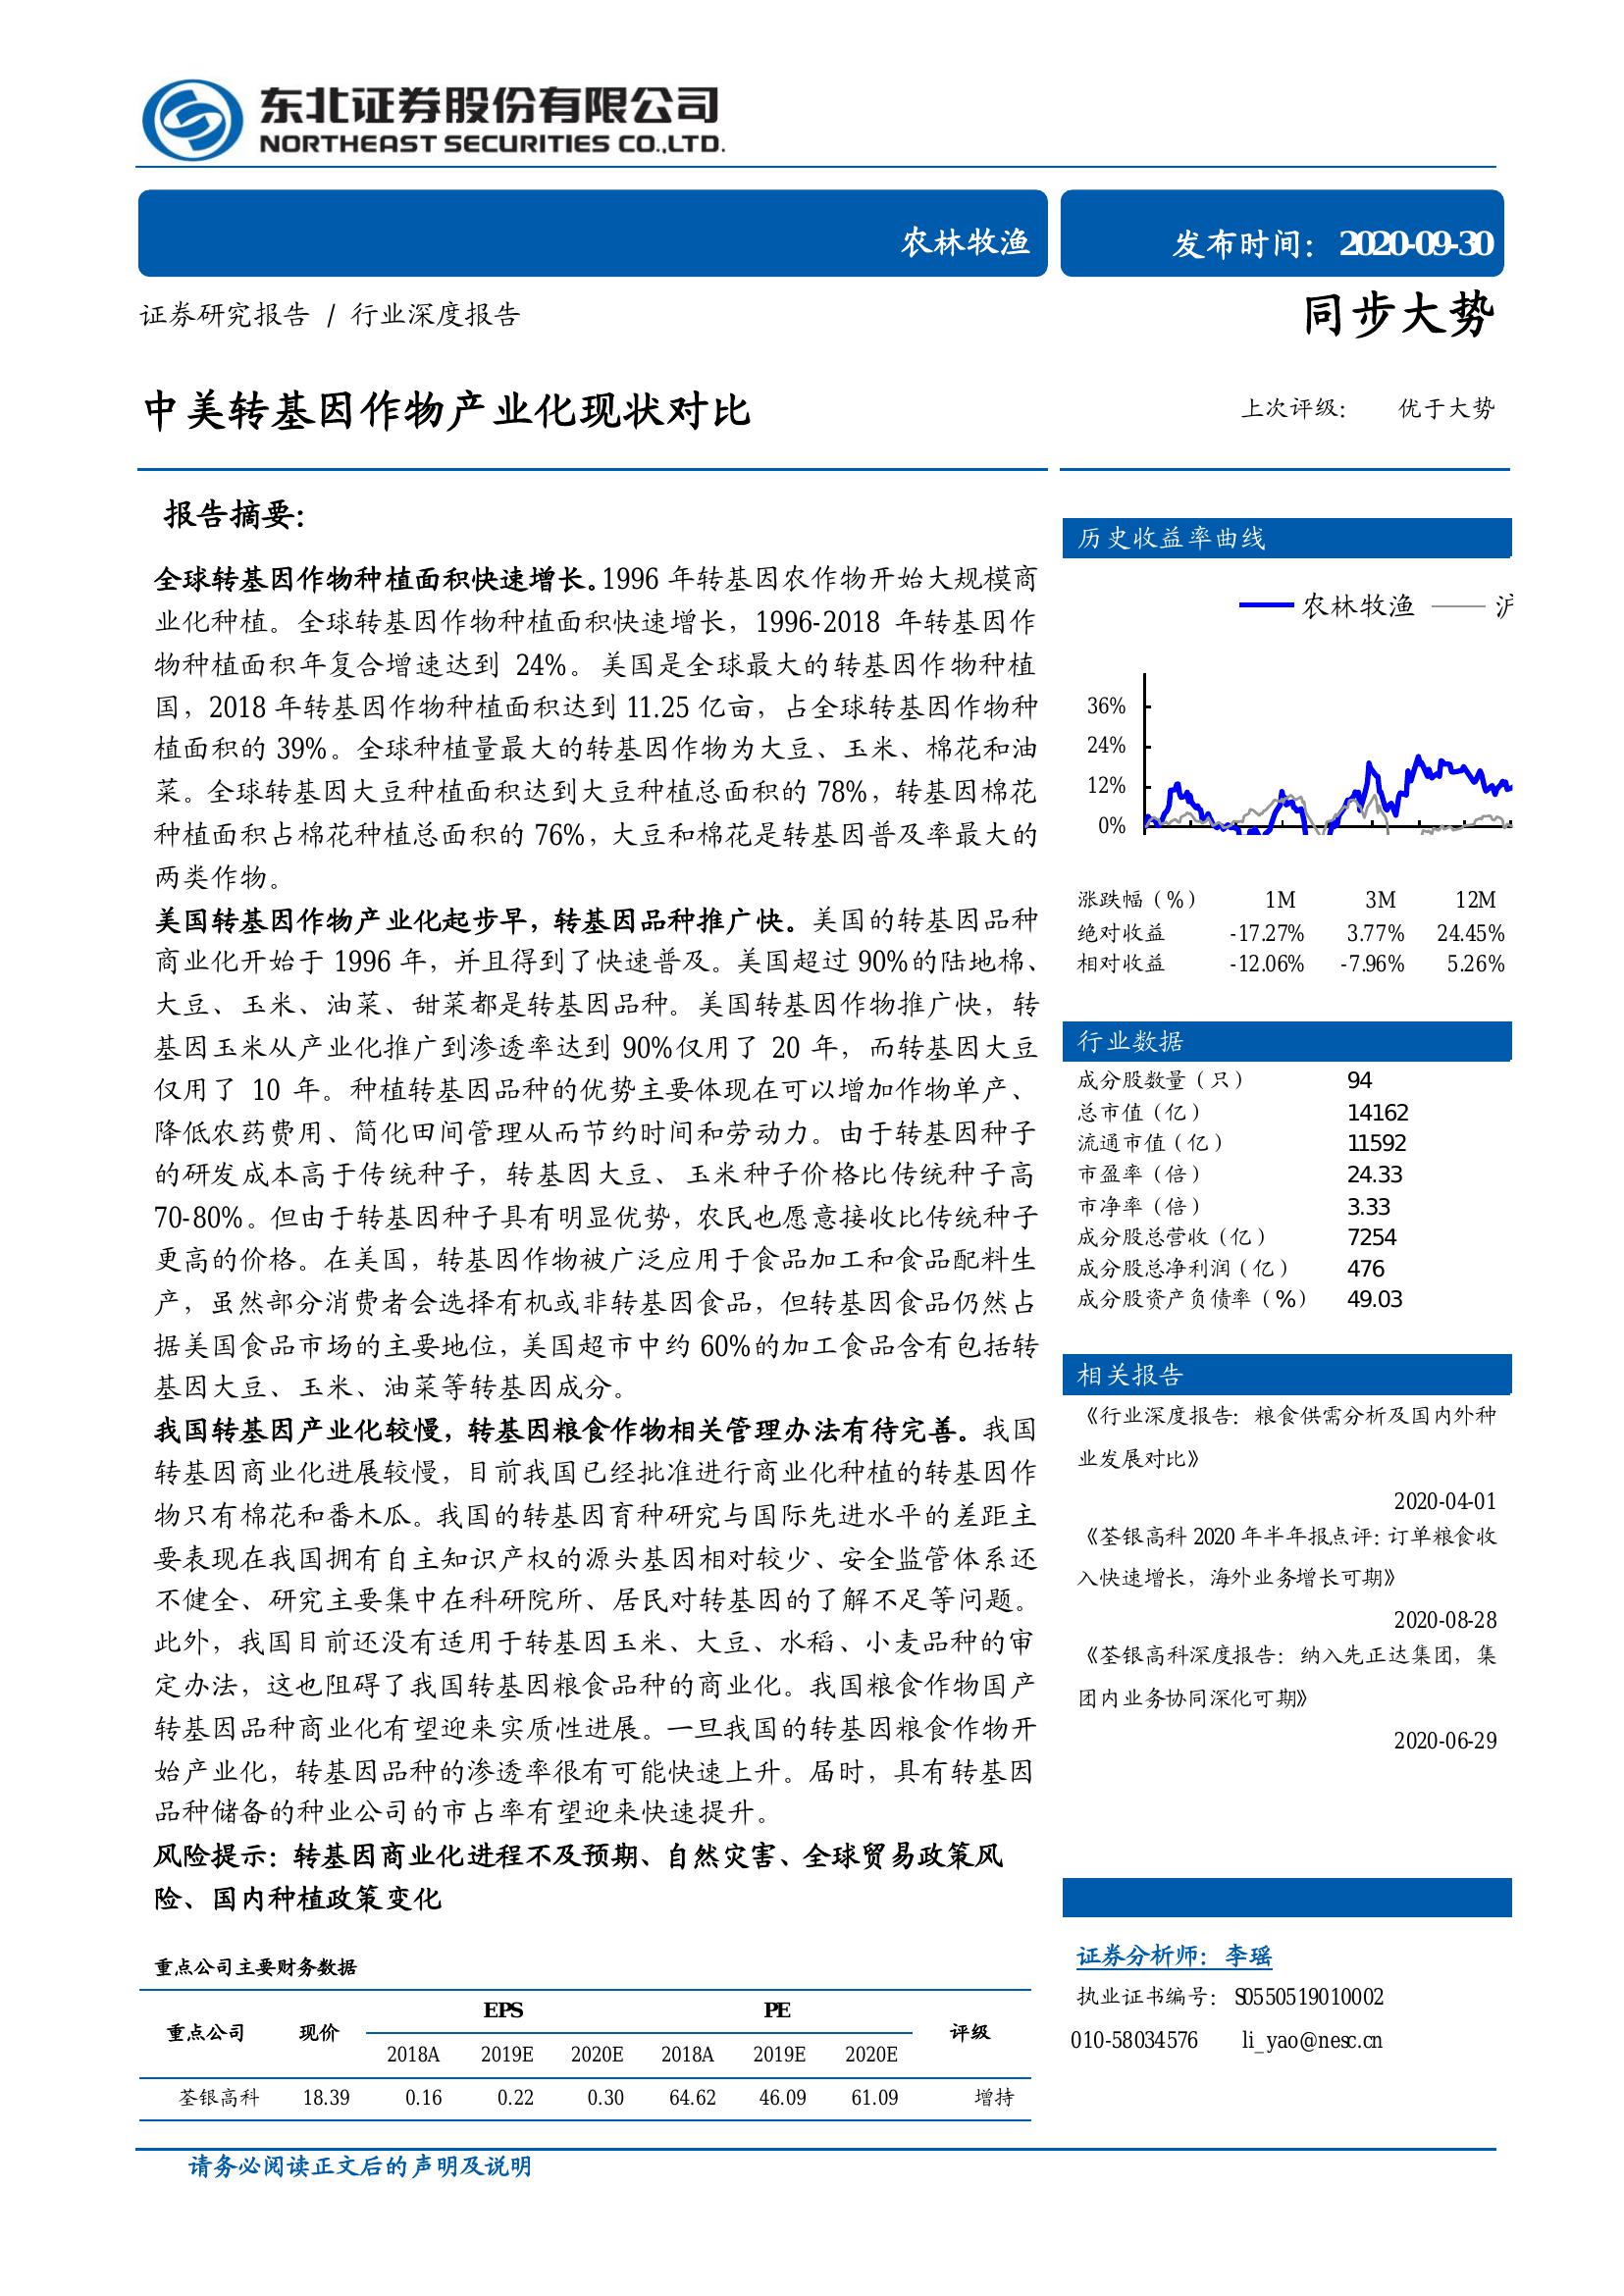 东北证券股份有限公司
NORTHEAST SECURITIES CO.,LTD.
农林牧渔
发布时间：2020-09-30
证券研究报告 / 行业深度报告
同步大势
中美转基因作物产业化现状对比
上次评级： 优于大势
报告摘要：
全球转基因作物种植面积快速增长。1996 年转基因农作物开始大规模商
业化种植。全球转基因作物种植面积快速增长，1996-2018 年转基因作
物种植面积年复合增速达到 24%。美国是全球最大的转基因作物种植
国，2018 年转基因作物种植面积达到 11.25 亿亩，占全球转基因作物种
植面积的 39%。全球种植量最大的转基因作物为大豆、玉米、棉花和油
菜。全球转基因大豆种植面积达到大豆种植总面积的 78%，转基因棉花
种植面积占棉花种植总面积的 76%，大豆和棉花是转基因普及率最大的
两类作物。
美国转基因作物产业化起步早，转基因品种推广快。美国的转基因品种
商业化开始于 1996 年，并且得到了快速普及。美国超过 90%的陆地棉、
大豆、玉米、油菜、甜菜都是转基因品种。美国转基因作物推广快，转
基因玉米从产业化推广到渗透率达到 90%仅用了 20 年，而转基因大豆
仅用了 10 年。种植转基因品种的优势主要体现在可以增加作物单产、
降低农药费用、简化田间管理从而节约时间和劳动力。由于转基因种子
的研发成本高于传统种子，转基因大豆、玉米种子价格比传统种子高
70-80%。但由于转基因种子具有明显优势，农民也愿意接收比传统种子
更高的价格。在美国，转基因作物被广泛应用于食品加工和食品配料生
产，虽然部分消费者会选择有机或非转基因食品，但转基因食品仍然占
据美国食品市场的主要地位，美国超市中约 60%的加工食品含有包括转
基因大豆、玉米、油菜等转基因成分。
我国转基因产业化较慢，转基因粮食作物相关管理办法有待完善。我国
转基因商业化进展较慢，目前我国已经批准进行商业化种植的转基因作
物只有棉花和番木瓜。我国的转基因育种研究与国际先进水平的差距主
要表现在我国拥有自主知识产权的源头基因相对较少、安全监管体系还
不健全、研究主要集中在科研院所、居民对转基因的了解不足等问题。
此外，我国目前还没有适用于转基因玉米、大豆、水稻、小麦品种的审
定办法，这也阻碍了我国转基因粮食品种的商业化。我国粮食作物国产
转基因品种商业化有望迎来实质性进展。一旦我国的转基因粮食作物开
始产业化，转基因品种的渗透率很有可能快速上升。届时，具有转基因
品种储备的种业公司的市占率有望迎来快速提升。
风险提示：转基因商业化进程不及预期、自然灾害、全球贸易政策风
险、国内种植政策变化
重点公司主要财务数据
重点公司 现价 EPS PE 评级
2018A 2019E 2020E 2018A 2019E 2020E
荃银高科 18.39 0.16 0.22 0.30 64.62 46.09 61.09 增持
历史收益率曲线
农林牧渔
36%
24%
12%
0%
涨跌幅（%） 1M 3M 12M
绝对收益 -17.27% 3.77% 24.45%
相对收益 -12.06% -7.96% 5.26%
行业数据
成分股数量（只） 94
总市值（亿） 14162
流通市值（亿） 11592
市盈率（倍） 24.33
市净率（倍） 3.33
成分股总营收（亿） 7254
成分股总净利润（亿） 476
成分股资产负债率（%） 49.03
相关报告
《行业深度报告：粮食供需分析及国内外种
业发展对比》
2020-04-01
《荃银高科 2020 年半年报点评：订单粮食收
入快速增长，海外业务增长可期》
2020-08-28
《荃银高科深度报告：纳入先正达集团，集
团内业务协同深化可期》
2020-06-29
证券分析师：李瑶
执业证书编号：S0550519010002
010-58034576 li_yao@nesc.cn
请务必阅读正文后的声明及说明